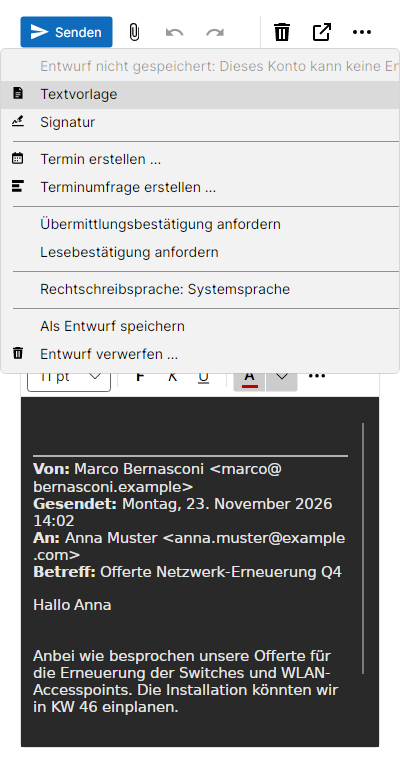 Senden
Entwurf nicht gespeichert: Dieses Konto kann keine En
Textvorlage
Signatur
Termin erstellen ...
Terminumfrage erstellen ...
Übermittlungsbestätigung anfordern
Lesebestätigung anfordern
Rechtschreibsprache: Systemsprache
Als Entwurf speichern
Entwurf verwerfen ...
11 pt F K U A
Von: Marco Bernasconi <marco@
bernasconi.example>
Gesendet: Montag, 23. November 2026
14:02
An: Anna Muster <anna.muster@example
.com>
Betreff: Offerte Netzwerk-Erneuerung Q4
Hallo Anna
Anbei wie besprochen unsere Offerte für
die Erneuerung der Switches und WLAN-
Accesspoints. Die Installation könnten wir
in KW 46 einplanen.